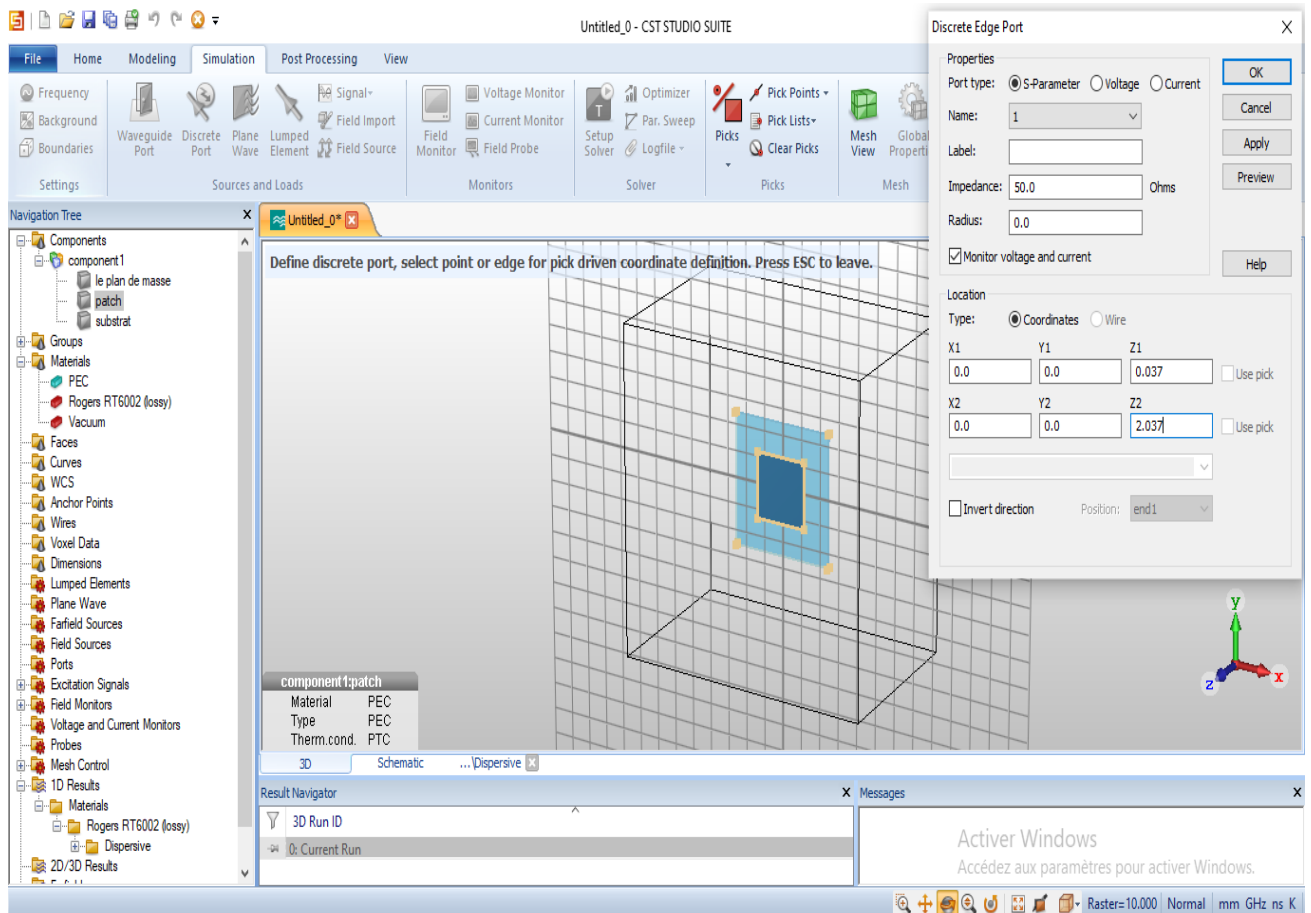 Untitled_0 - CST STUDIO SUITE
File Home Modeling Simulation Post Processing View
Frequency
Background
Boundaries
Settings
Waveguide Port
Discrete Port
Plane Wave
Lumped Element
Signal
Field Import
Field Source
Sources and Loads
Field Monitor
Voltage Monitor
Current Monitor
Field Probe
Monitors
Setup Solver
Optimizer
Par. Sweep
Logfile
Solver
Picks
Pick Points
Pick Lists
Clear Picks
Picks
Mesh View
Global Properti
Mesh
Navigation Tree X
Components
component1
le plan de masse
patch
substrat
Groups
Materials
PEC
Rogers RT6002 (lossy)
Vacuum
Faces
Curves
WCS
Anchor Points
Wires
Voxel Data
Dimensions
Lumped Elements
Plane Wave
Farfield Sources
Field Sources
Ports
Excitation Signals
Field Monitors
Voltage and Current Monitors
Probes
Mesh Control
1D Results
Materials
Rogers RT6002 (lossy)
Dispersive
2D/3D Results
Untitled_0*
Define discrete port, select point or edge for pick driven coordinate definition. Press ESC to leave.
component1:patch
Material PEC
Type PEC
Therm.cond. PTC
y
z
x
3D Schematic ...\Dispersive
Result Navigator X
3D Run ID
0: Current Run
Messages X
Activer Windows
Accédez aux paramètres pour activer Windows.
Raster=10.000 Normal mm GHz ns K
Discrete Edge Port X
Properties
Port type: S-Parameter Voltage Current
Name: 1
Label:
Impedance: 50.0 Ohms
Radius: 0.0
Monitor voltage and current
OK
Cancel
Apply
Preview
Help
Location
Type: Coordinates Wire
X1 Y1 Z1
0.0 0.0 0.037 Use pick
X2 Y2 Z2
0.0 0.0 2.037 Use pick
Invert direction Position: end1